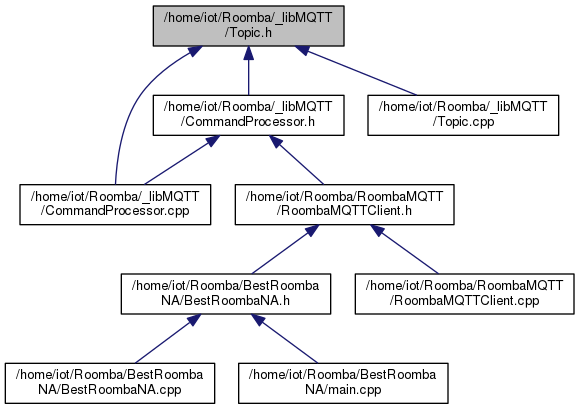 /home/iot/Roomba/_libMQTT
/Topic.h
/home/iot/Roomba/_libMQTT
/CommandProcessor.h
/home/iot/Roomba/_libMQTT
/Topic.cpp
/home/iot/Roomba/_libMQTT
/CommandProcessor.cpp
/home/iot/Roomba/RoombaMQTT
/RoombaMQTTClient.h
/home/iot/Roomba/BestRoomba
NA/BestRoombaNA.h
/home/iot/Roomba/RoombaMQTT
/RoombaMQTTClient.cpp
/home/iot/Roomba/BestRoomba
NA/BestRoombaNA.cpp
/home/iot/Roomba/BestRoomba
NA/main.cpp